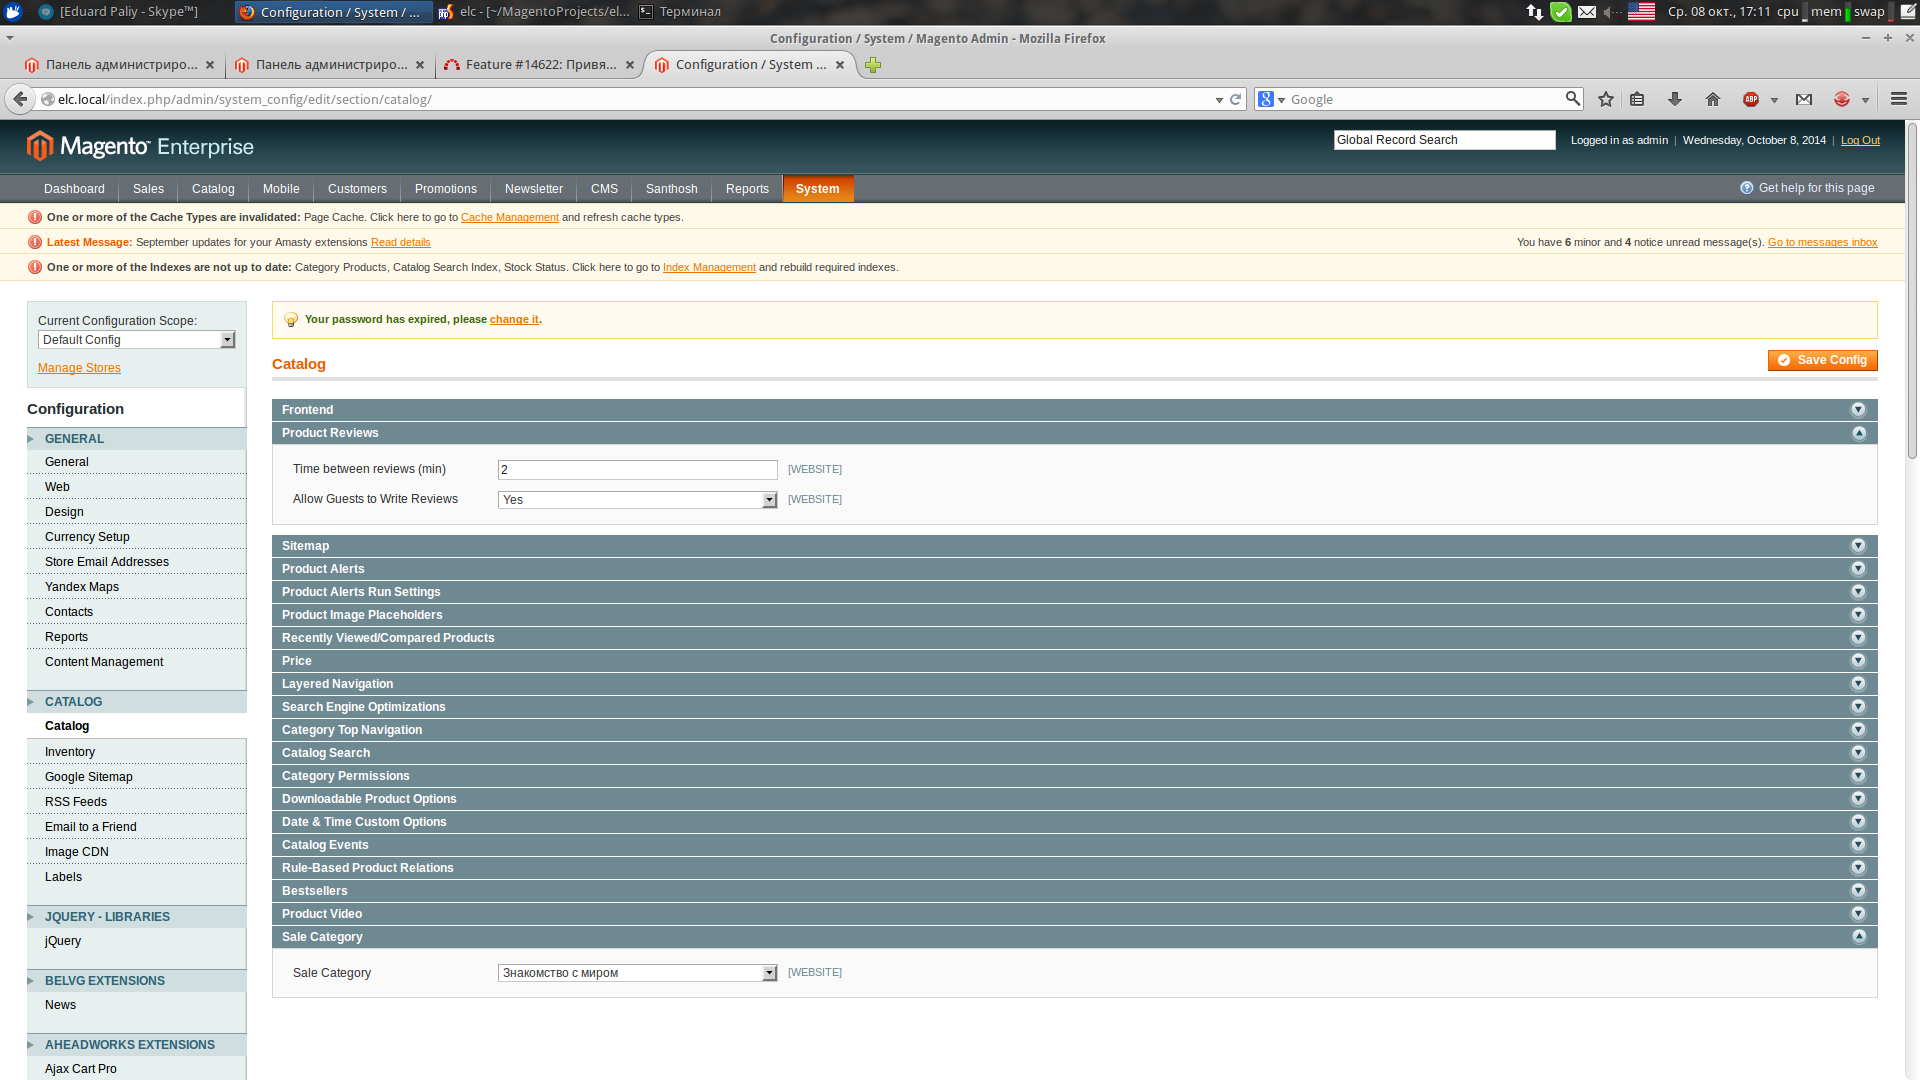 [Eduard Paliy - Skype™] Configuration / System / ... elc - [~/MagentoProjects/el... Терминал Ср. 08 окт., 17:11 cpu mem swap
Configuration / System / Magento Admin - Mozilla Firefox
Панель администриро... Панель администриро... Feature #14622: Привя... Configuration / System ...
elc.local/index.php/admin/system_config/edit/section/catalog/ Google
Magento Enterprise
Global Record Search Logged in as admin | Wednesday, October 8, 2014 | Log Out
Dashboard Sales Catalog Mobile Customers Promotions Newsletter CMS Santhosh Reports System Get help for this page
One or more of the Cache Types are invalidated: Page Cache. Click here to go to Cache Management and refresh cache types.
Latest Message: September updates for your Amasty extensions Read details You have 6 minor and 4 notice unread message(s). Go to messages inbox
One or more of the Indexes are not up to date: Category Products, Catalog Search Index, Stock Status. Click here to go to Index Management and rebuild required indexes.
Current Configuration Scope:
Default Config
Manage Stores
Configuration
GENERAL
General
Web
Design
Currency Setup
Store Email Addresses
Yandex Maps
Contacts
Reports
Content Management
CATALOG
Catalog
Inventory
Google Sitemap
RSS Feeds
Email to a Friend
Image CDN
Labels
JQUERY - LIBRARIES
jQuery
BELVG EXTENSIONS
News
AHEADWORKS EXTENSIONS
Ajax Cart Pro
Your password has expired, please change it.
Catalog Save Config
Frontend
Product Reviews
Time between reviews (min) 2 [WEBSITE]
Allow Guests to Write Reviews Yes [WEBSITE]
Sitemap
Product Alerts
Product Alerts Run Settings
Product Image Placeholders
Recently Viewed/Compared Products
Price
Layered Navigation
Search Engine Optimizations
Category Top Navigation
Catalog Search
Category Permissions
Downloadable Product Options
Date & Time Custom Options
Catalog Events
Rule-Based Product Relations
Bestsellers
Product Video
Sale Category
Sale Category Знакомство с миром [WEBSITE]